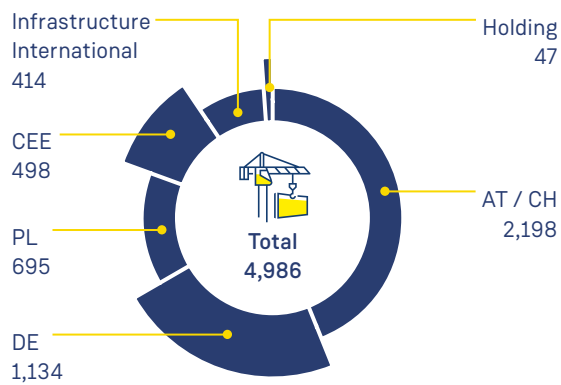 Infrastructure
International
414
Holding
47
CEE
498
AT / CH
2,198
Total
4,986
PL
695
DE
1,134